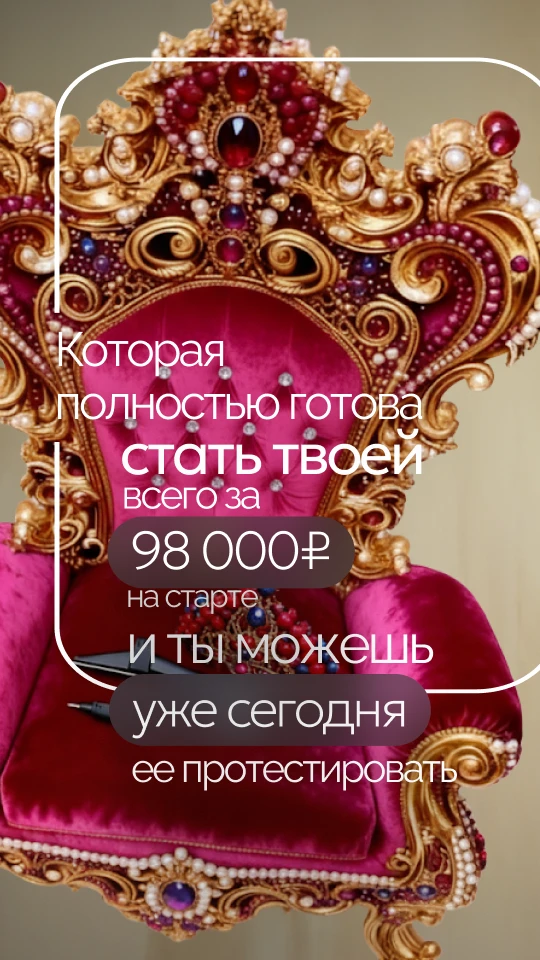 Которая
полностью готова
стать твоей
всего за
98 000₽
на старте
и ты можешь
уже сегодня
ее протестировать